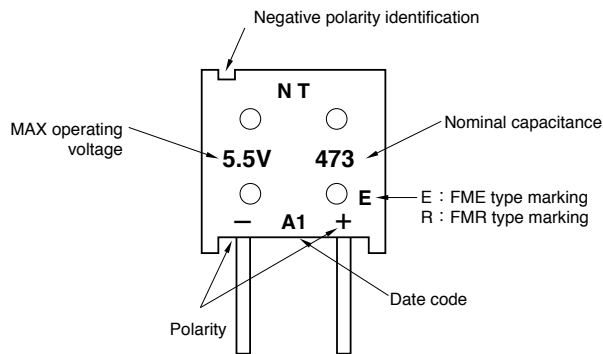 Negative polarity identification
N T
MAX operating
voltage
5.5V
473
Nominal capacitance
E
E : FME type marking
R : FMR type marking
− A1 +
Date code
Polarity